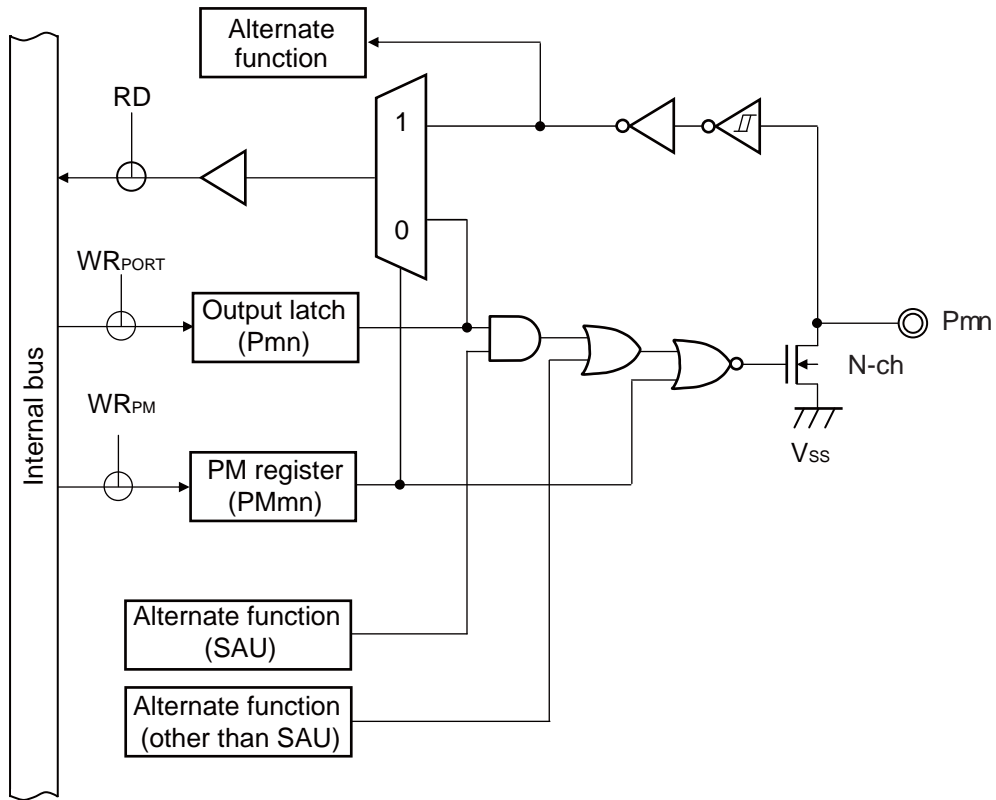 Alternate
function
RD
1
0
WRPORT
Output latch
(Pmn)
Pmn
N-ch
VSS
WRPM
PM register
(PMmn)
Internal bus
Alternate function
(SAU)
Alternate function
(other than SAU)